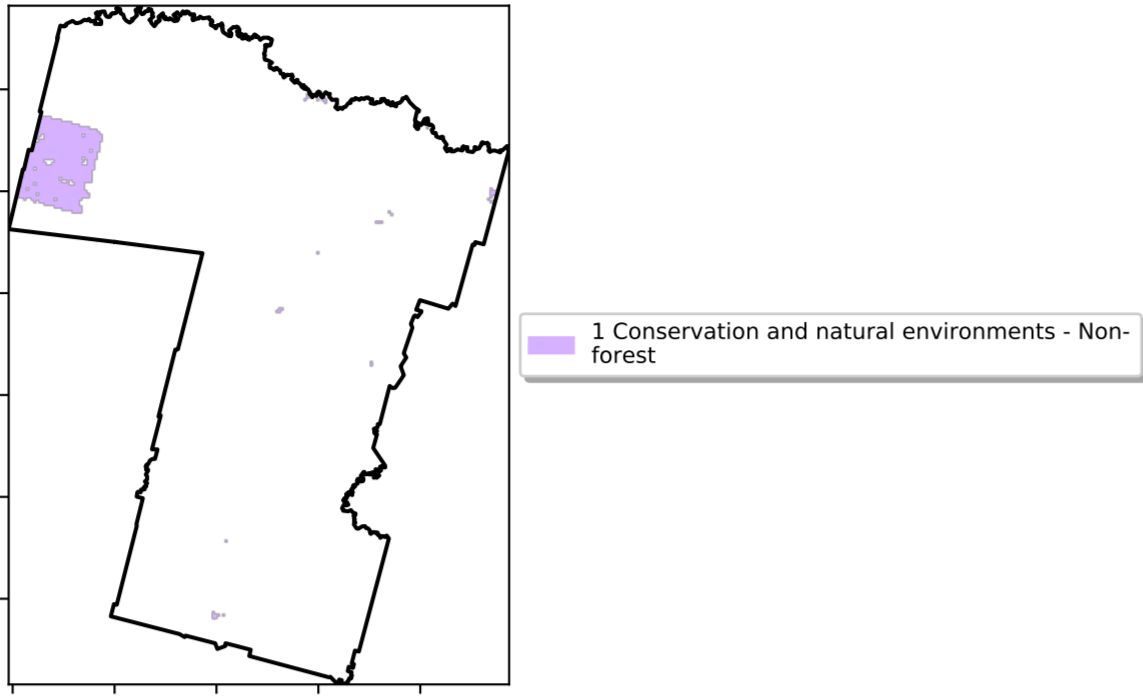 1 Conservation and natural environments - Non-
forest